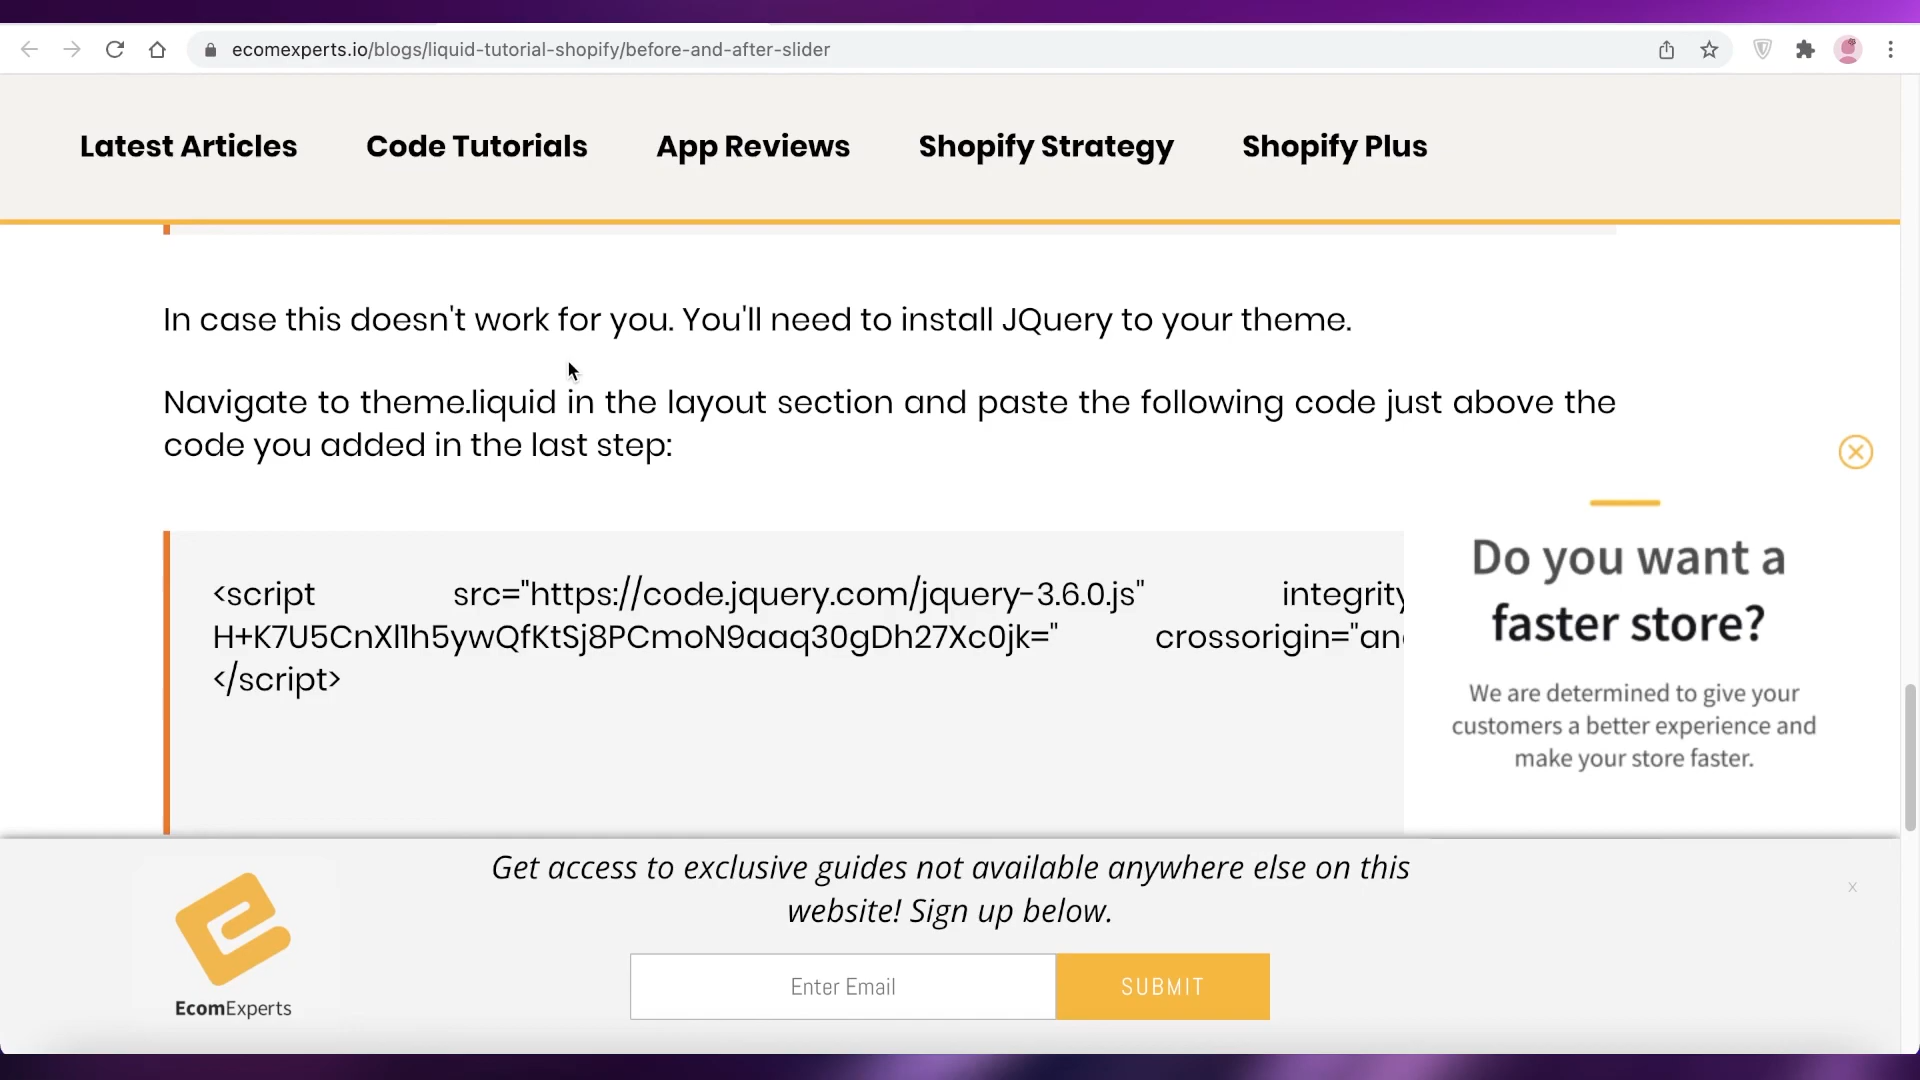 ecomexperts.io/blogs/liquid-tutorial-shopify/before-and-after-slider
Latest Articles Code Tutorials App Reviews Shopify Strategy Shopify Plus
In case this doesn't work for you. You'll need to install JQuery to your theme.
Navigate to theme.liquid in the layout section and paste the following code just above the
code you added in the last step:
<script src="https://code.jquery.com/jquery-3.6.0.js" integrity
H+K7U5CnXl1h5ywQfKtSj8PCmoN9aaq30gDh27Xc0jk=" crossorigin="an
</script>
Do you want a
faster store?
We are determined to give your
customers a better experience and
make your store faster.
Get access to exclusive guides not available anywhere else on this
website! Sign up below.
x
Enter Email SUBMIT
EcomExperts